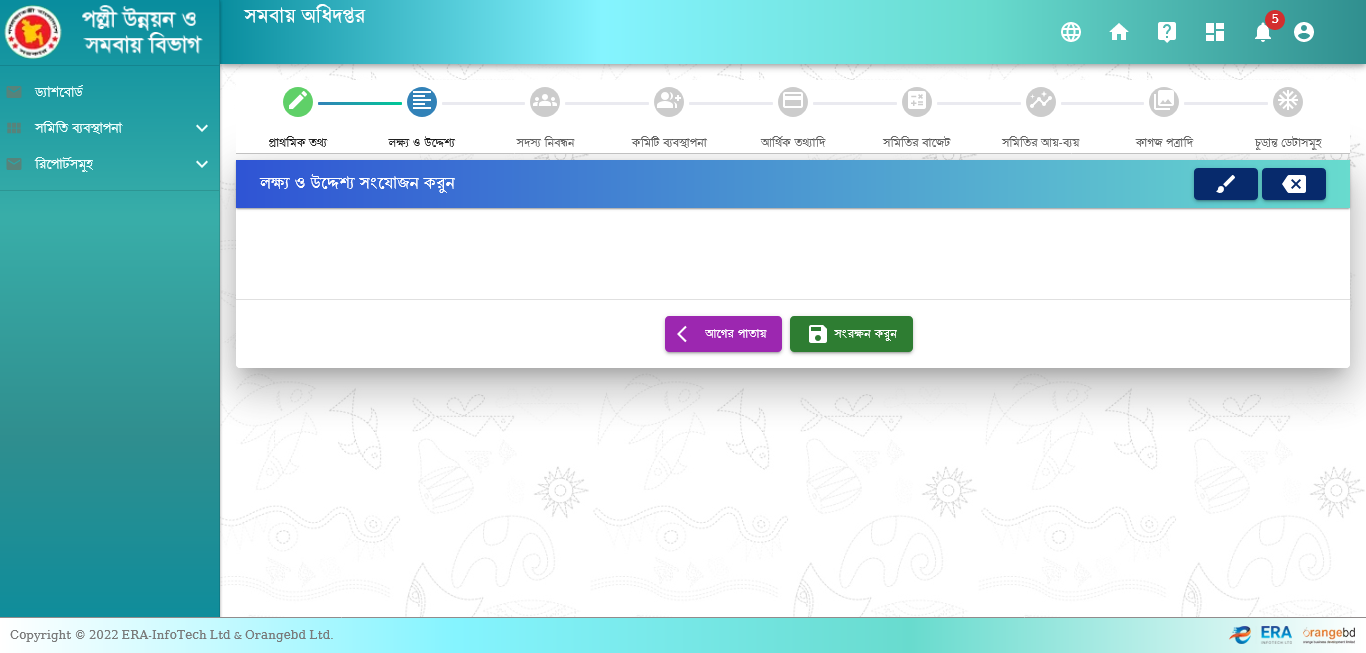 পল্লী উন্নয়ন ও
সমবায় বিভাগ
সমবায় অধিদপ্তর
5
ড্যাশবোর্ড
সমিতি ব্যবস্থাপনা
রিপোর্টসমূহ
প্রাথমিক তথ্য
লক্ষ্য ও উদ্দেশ্য
সদস্য নিবন্ধন
কমিটি ব্যবস্থাপনা
আর্থিক তথ্যাদি
সমিতির বাজেট
সমিতির আয়-ব্যয়
কাগজ পত্রাদি
চুড়ান্ত ডেটাসমূহ
লক্ষ্য ও উদ্দেশ্য সংযোজন করুন
আগের পাতায়
সংরক্ষন করুন
Copyright © 2022 ERA-InfoTech Ltd & Orangebd Ltd.
ERA
INFOTECH LTD
orangebd